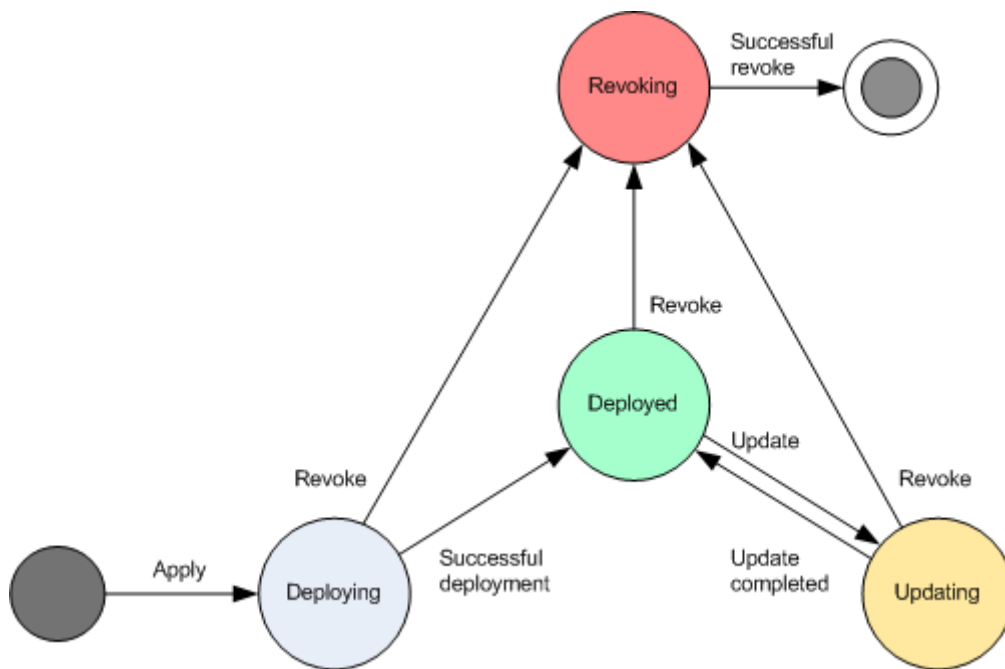 Successful
revoke
Revoking
Revoke
Deployed
Update
Revoke
Revoke
Apply
Successful
deployment
Update
completed
Deploying
Updating